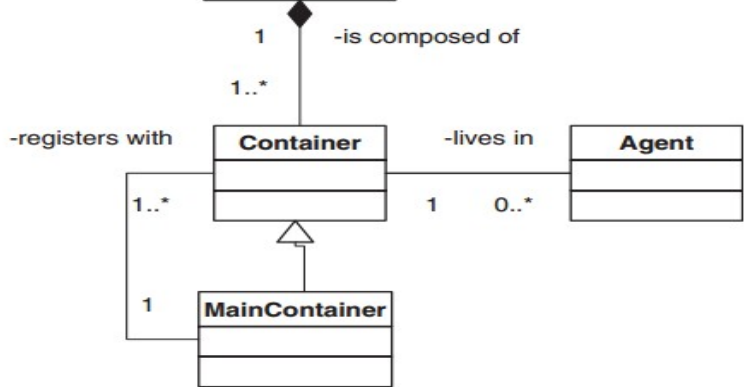 1 -is composed of
1..*
-registers with Container -lives in Agent
1..* 1 0..*
1
MainContainer